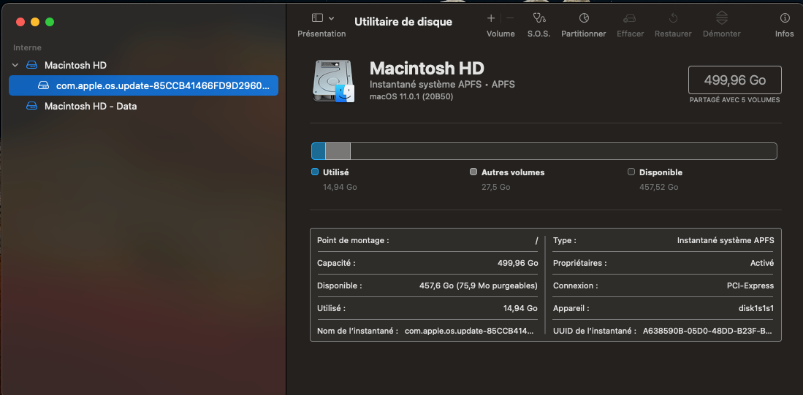 Utilitaire de disque
Présentation
Volume
S.O.S.
Partitionner
Effacer
Restaurer
Démonter
Infos
Interne
Macintosh HD
com.apple.os.update-85CCB41466FD9D2960...
Macintosh HD - Data
Macintosh HD
Instantané système APFS • APFS
macOS 11.0.1 (20B50)
499,96 Go
PARTAGÉ AVEC 5 VOLUMES
Utilisé
14,94 Go
Autres volumes
27,5 Go
Disponible
457,52 Go
Point de montage : /
Capacité : 499,96 Go
Disponible : 457,6 Go (75,9 Mo purgeables)
Utilisé : 14,94 Go
Nom de l'instantané : com.apple.os.update-85CCB414...
Type : Instantané système APFS
Propriétaires : Activé
Connexion : PCI-Express
Appareil : disk1s1s1
UUID de l'instantané : A638590B-05D0-48DD-B23F-B...